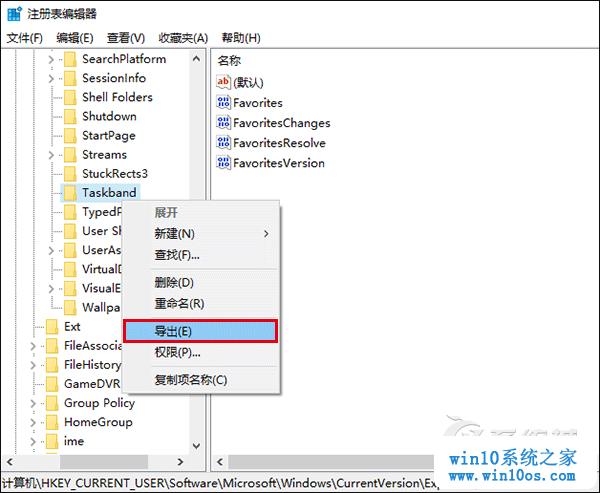 注册表编辑器
文件(F) 编辑(E) 查看(V) 收藏夹(A) 帮助(H)
SearchPlatform
SessionInfo
Shell Folders
Shutdown
StartPage
Streams
StuckRects3
Taskband
TypedP
User Sh
UserAs
VirtualD
VisualE
Wallpa
Ext
FileAssocia
FileHistory
GameDVR
Group Policy
HomeGroup
ime
名称
ab (默认)
Favorites
FavoritesChanges
FavoritesResolve
FavoritesVersion
展开
新建(N)
查找(F)...
删除(D)
重命名(R)
导出(E)
权限(P)...
复制项名称(C)
计算机\HKEY_CURRENT_USER\Software\Microsoft\Windows\CurrentVersion\Exp
win10系统之家
www.win10os.com